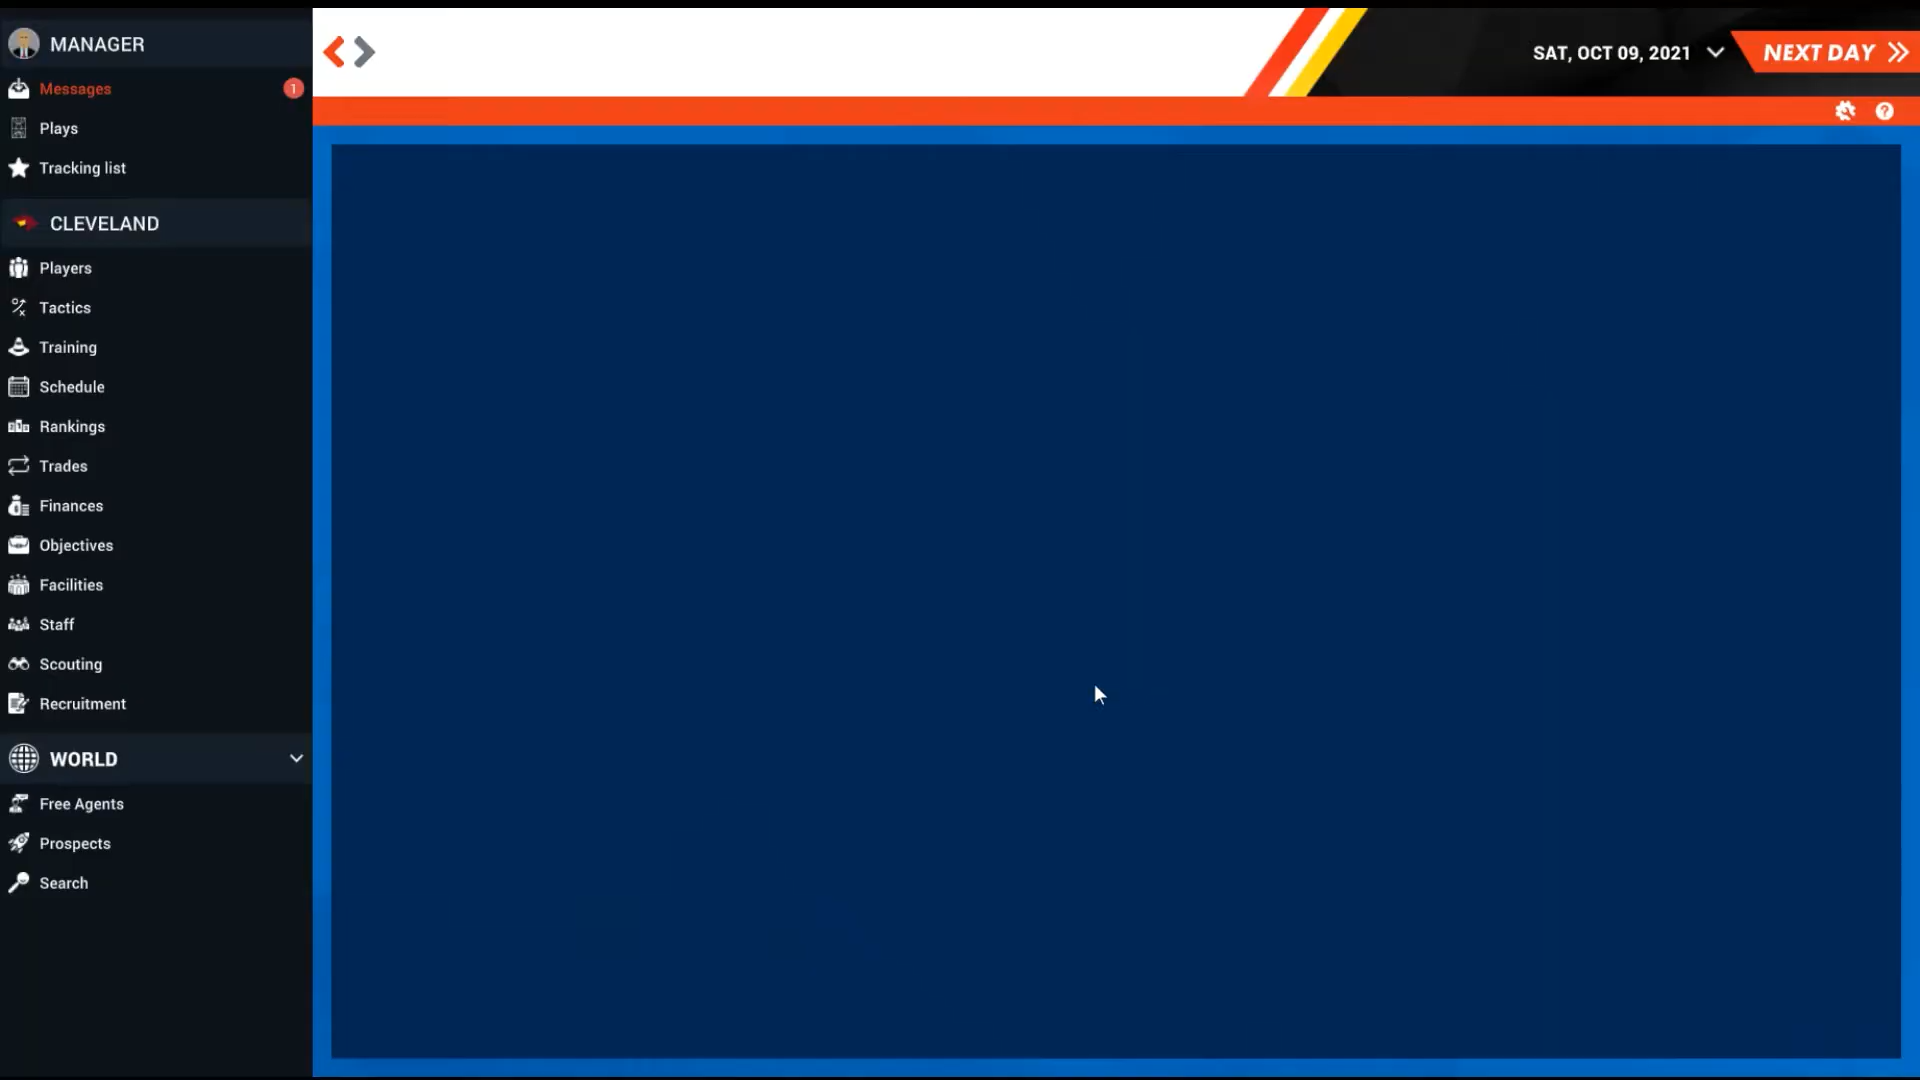 MANAGER
Messages 1
Plays
Tracking list
CLEVELAND
Players
Tactics
Training
Schedule
Rankings
Trades
Finances
Objectives
Facilities
Staff
Scouting
Recruitment
WORLD
Free Agents
Prospects
Search
SAT, OCT 09, 2021
NEXT DAY
?